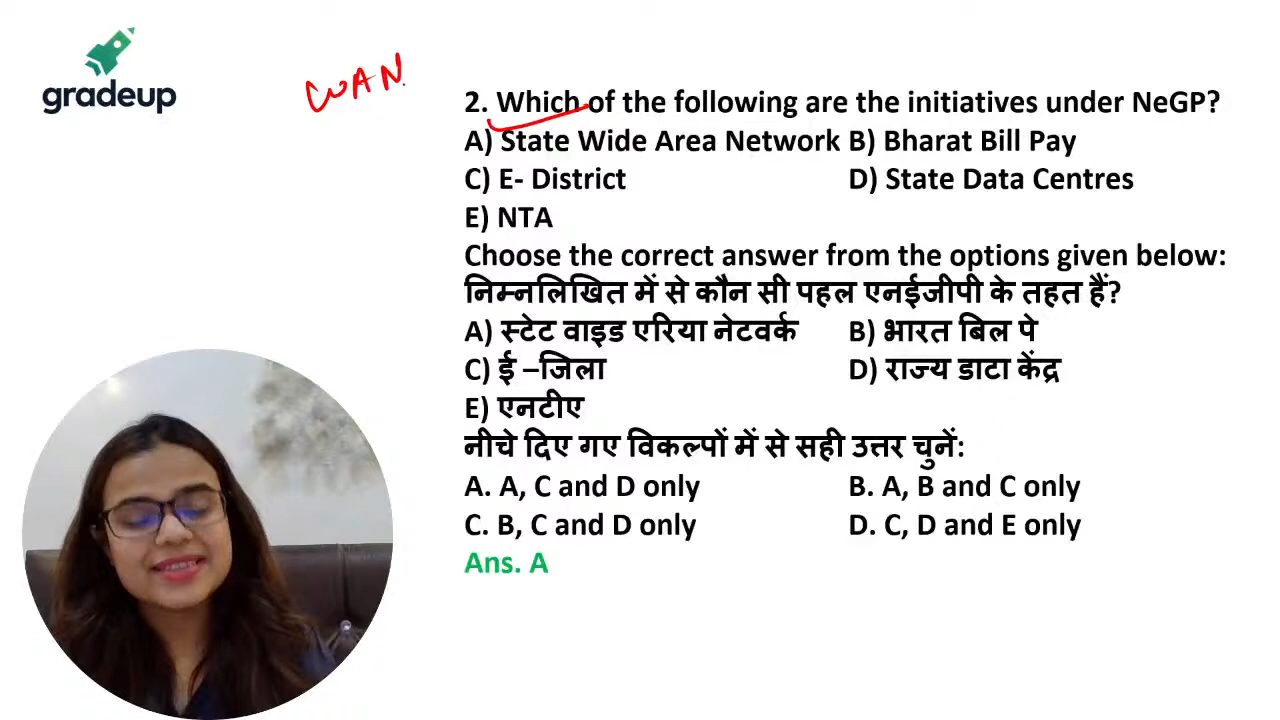 gradeup
WAN
2. Which of the following are the initiatives under NeGP?
A) State Wide Area Network B) Bharat Bill Pay
C) E- District D) State Data Centres
E) NTA
Choose the correct answer from the options given below:
निम्नलिखित में से कौन सी पहल एनईजीपी के तहत हैं?
A) स्टेट वाइड एरिया नेटवर्क B) भारत बिल पे
C) ई –जिला D) राज्य डाटा केंद्र
E) एनटीए
नीचे दिए गए विकल्पों में से सही उत्तर चुनें:
A. A, C and D only B. A, B and C only
C. B, C and D only D. C, D and E only
Ans. A